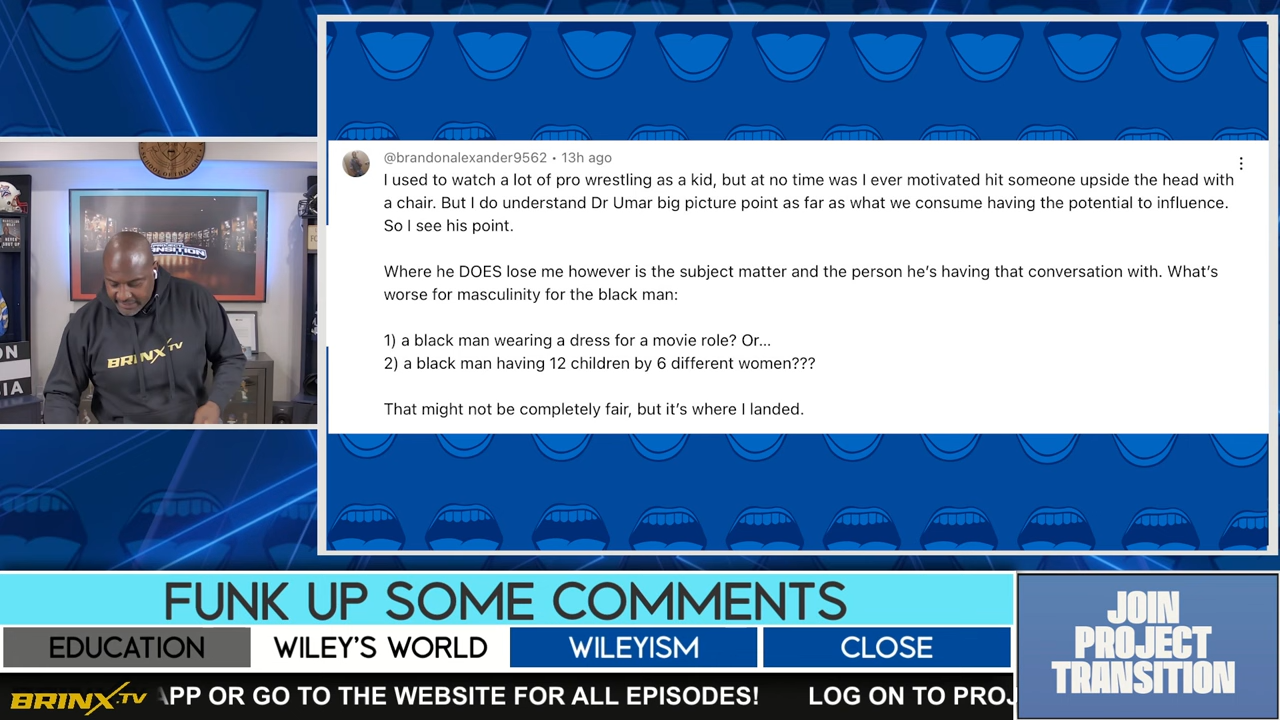 @brandonalexander9562 • 13h ago
I used to watch a lot of pro wrestling as a kid, but at no time was I ever motivated hit someone upside the head with
a chair. But I do understand Dr Umar big picture point as far as what we consume having the potential to influence.
So I see his point.
Where he DOES lose me however is the subject matter and the person he's having that conversation with. What's
worse for masculinity for the black man:
1) a black man wearing a dress for a movie role? Or...
2) a black man having 12 children by 6 different women???
That might not be completely fair, but it's where I landed.
BRINX TV
FUNK UP SOME COMMENTS
EDUCATION
WILEY'S WORLD
WILEYISM
CLOSE
JOIN
PROJECT
TRANSITION
BRINX.TV
APP OR GO TO THE WEBSITE FOR ALL EPISODES!
LOG ON TO PROJ